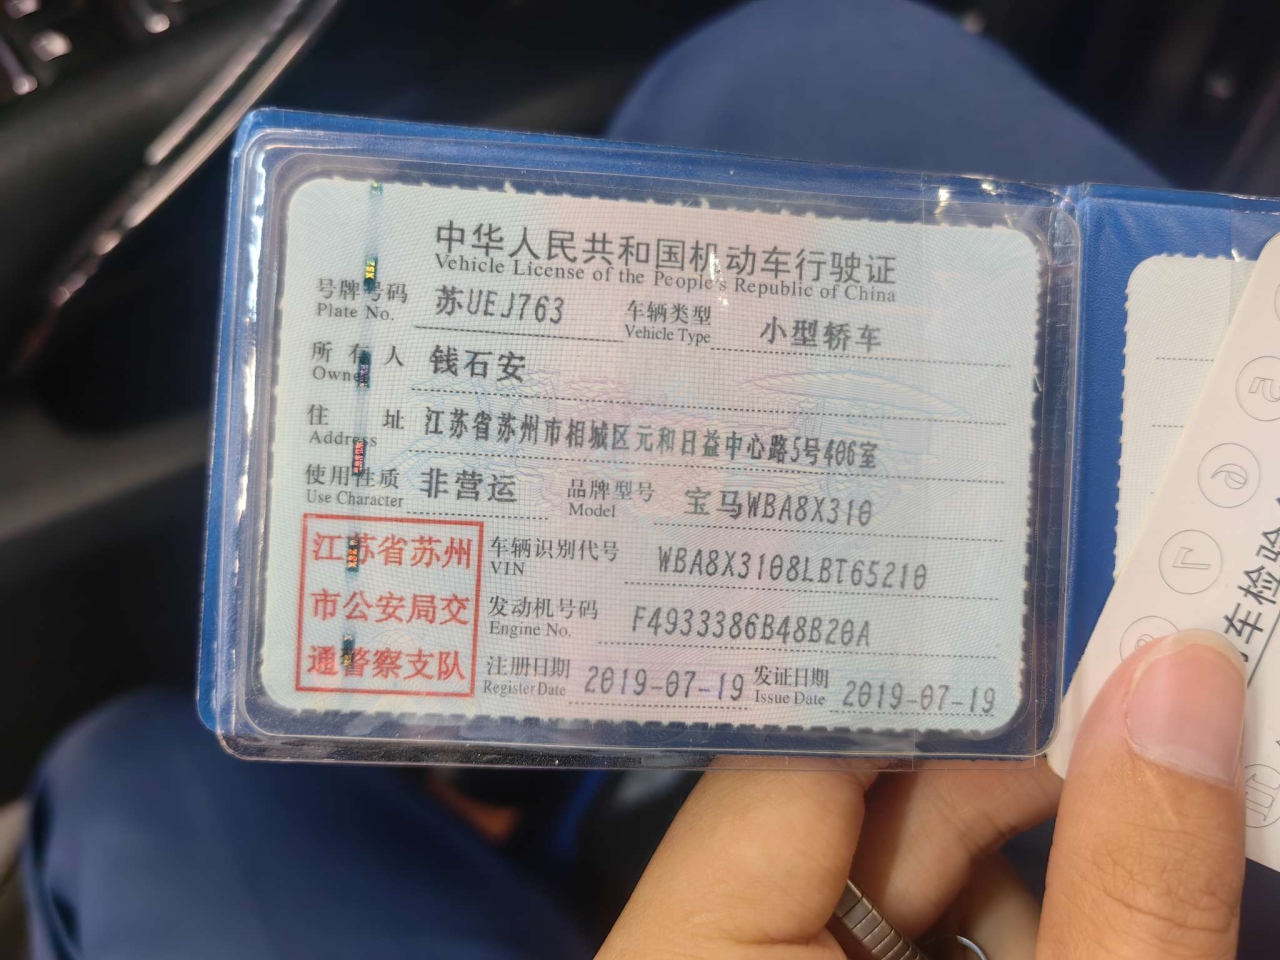 中华人民共和国机动车行驶证
Vehicle License of the People's Republic of China
号牌号码 苏UEJ763 车辆类型 小型轿车
Plate No. Vehicle Type
所有人 钱石安
Owner
住址 江苏省苏州市相城区元和日益中心路5号406室
Address
使用性质 非营运 品牌型号 宝马WBA8X310
Use Character Model
江苏省苏州
市公安局交
通警察支队
车辆识别代号 WBA8X3108LBT65210
VIN
发动机号码 F4933386B48B20A
Engine No.
注册日期 2019-07-19 发证日期 2019-07-19
Register Date Issue Date
车检验